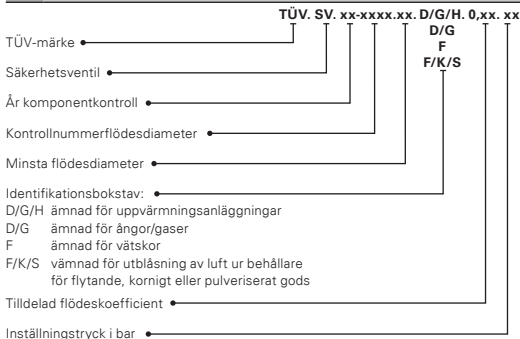 TÜV. SV. xx-xxxx.xx. D/G/H. 0,xx. xx
D/G
F
F/K/S
TÜV-märke
Säkerhetsventil
År komponentkontroll
Kontrollnummerflödesdiameter
Minsta flödesdiameter
Identifikationsbokstav:
D/G/H ämnad för uppvärmningsanläggningar
D/G ämnad för ångor/gaser
F ämnad för vätskor
F/K/S vämnad för utblåsning av luft ur behållare
för flytande, kornigt eller pulveriserat gods
Tilldelad flödeskoefficient
Inställningstryck i bar